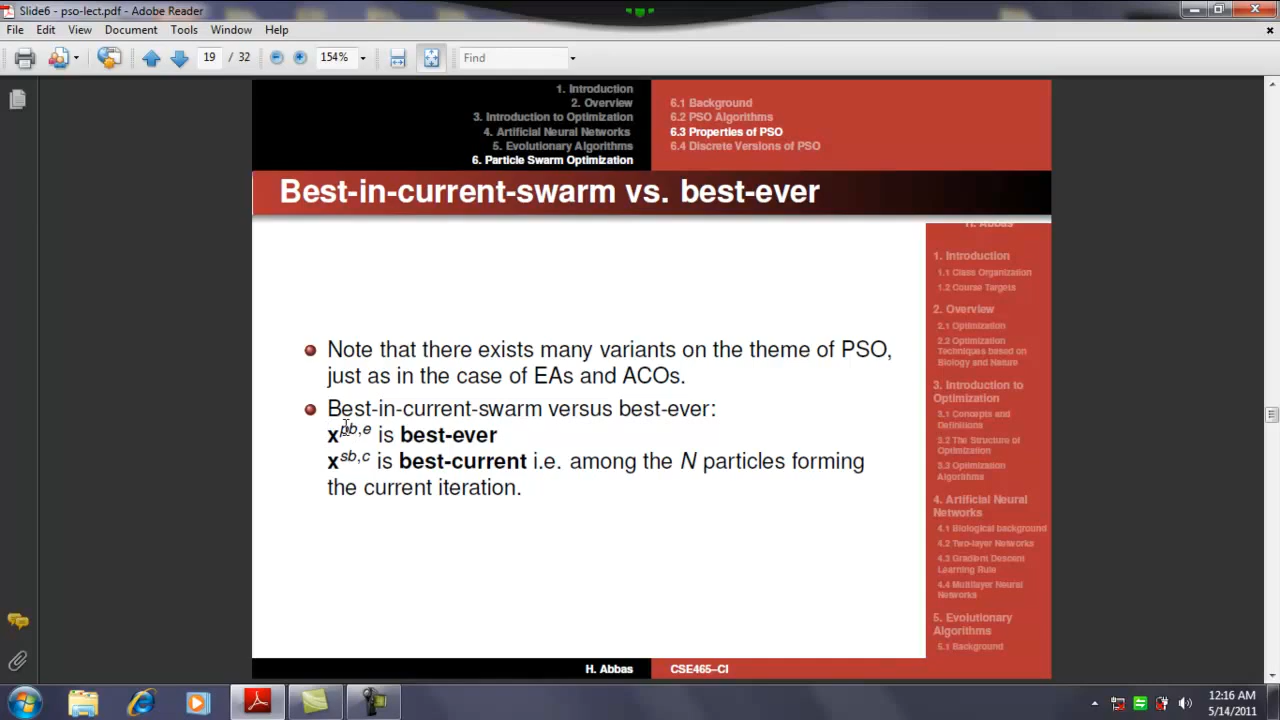 Slide6 - pso-lect.pdf - Adobe Reader
File Edit View Document Tools Window Help
19 / 32 154% Find
1. Introduction
2. Overview
3. Introduction to Optimization
4. Artificial Neural Networks
5. Evolutionary Algorithms
6. Particle Swarm Optimization
6.1 Background
6.2 PSO Algorithms
6.3 Properties of PSO
6.4 Discrete Versions of PSO
Best-in-current-swarm vs. best-ever
Note that there exists many variants on the theme of PSO,
just as in the case of EAs and ACOs.
Best-in-current-swarm versus best-ever:
x^pb,e is best-ever
x^sb,c is best-current i.e. among the N particles forming
the current iteration.
H. Abbas
1. Introduction
1.1 Class Organization
1.2 Course Targets
2. Overview
2.1 Optimization
2.2 Optimization
Techniques based on
Biology and Nature
3. Introduction to
Optimization
3.1 Concepts and
Definitions
3.2 The Structure of
Optimization
3.3 Optimization
Algorithms
4. Artificial Neural
Networks
4.1 Biological background
4.2 Two-layer Networks
4.3 Gradient Descent
Learning Rule
4.4 Multilayer Neural
Networks
5. Evolutionary
Algorithms
5.1 Background
H. Abbas CSE465–CI
12:16 AM
5/14/2011